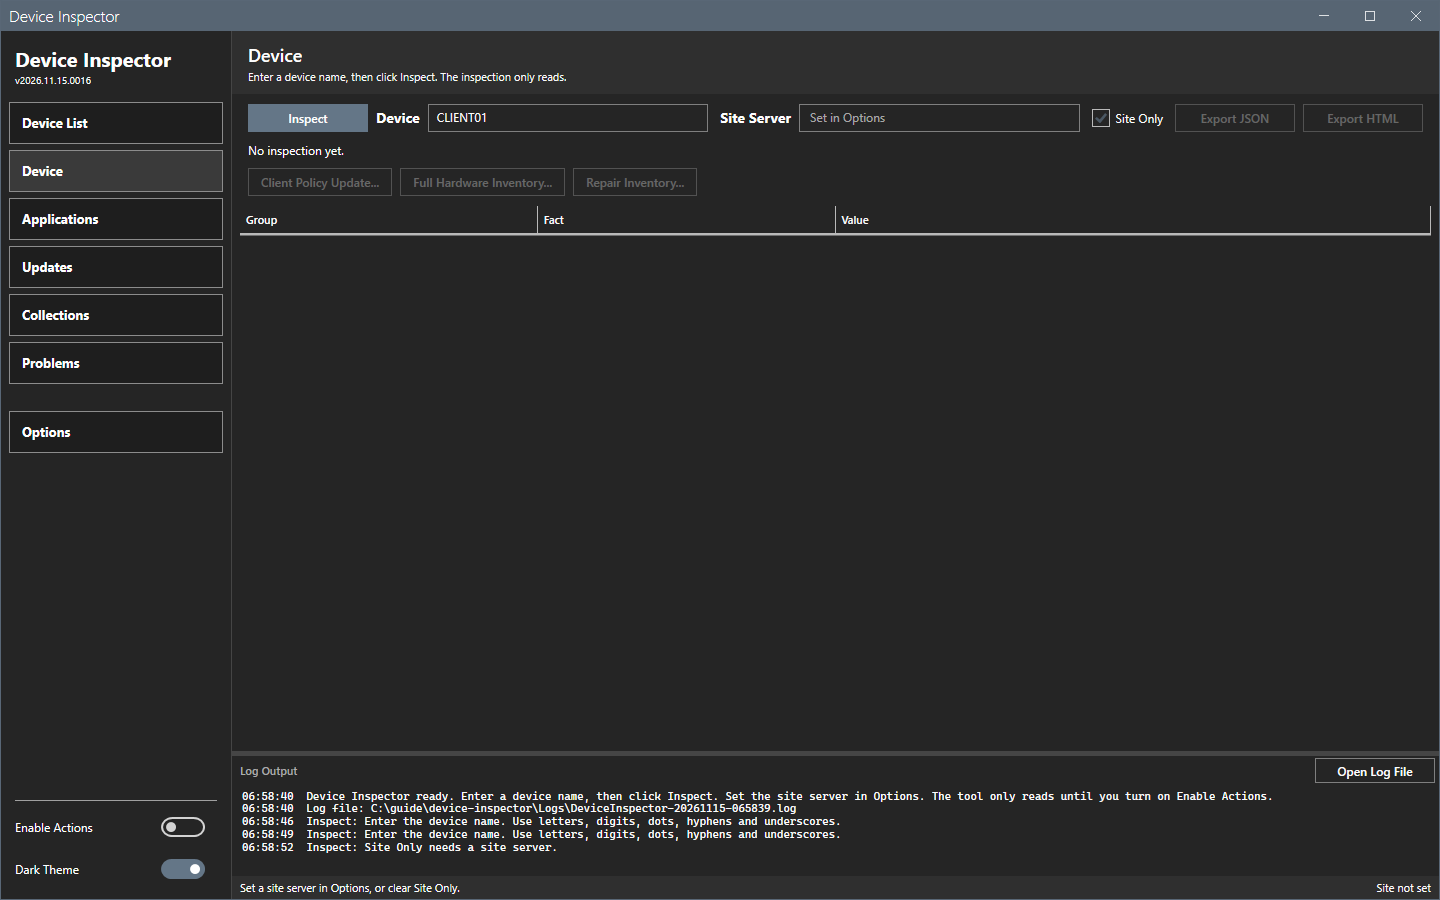 Device Inspector
Device Inspector
v2026.11.15.0016
Device List
Device
Applications
Updates
Collections
Problems
Options
Enable Actions
Dark Theme
Device
Enter a device name, then click Inspect. The inspection only reads.
Inspect Device CLIENT01 Site Server Set in Options Site Only Export JSON Export HTML
No inspection yet.
Client Policy Update... Full Hardware Inventory... Repair Inventory...
Group Fact Value
Log Output Open Log File
06:58:40 Device Inspector ready. Enter a device name, then click Inspect. Set the site server in Options. The tool only reads until you turn on Enable Actions.
06:58:40 Log file: C:\guide\device-inspector\Logs\DeviceInspector-20261115-065839.log
06:58:46 Inspect: Enter the device name. Use letters, digits, dots, hyphens and underscores.
06:58:49 Inspect: Enter the device name. Use letters, digits, dots, hyphens and underscores.
06:58:52 Inspect: Site Only needs a site server.
Set a site server in Options, or clear Site Only. Site not set